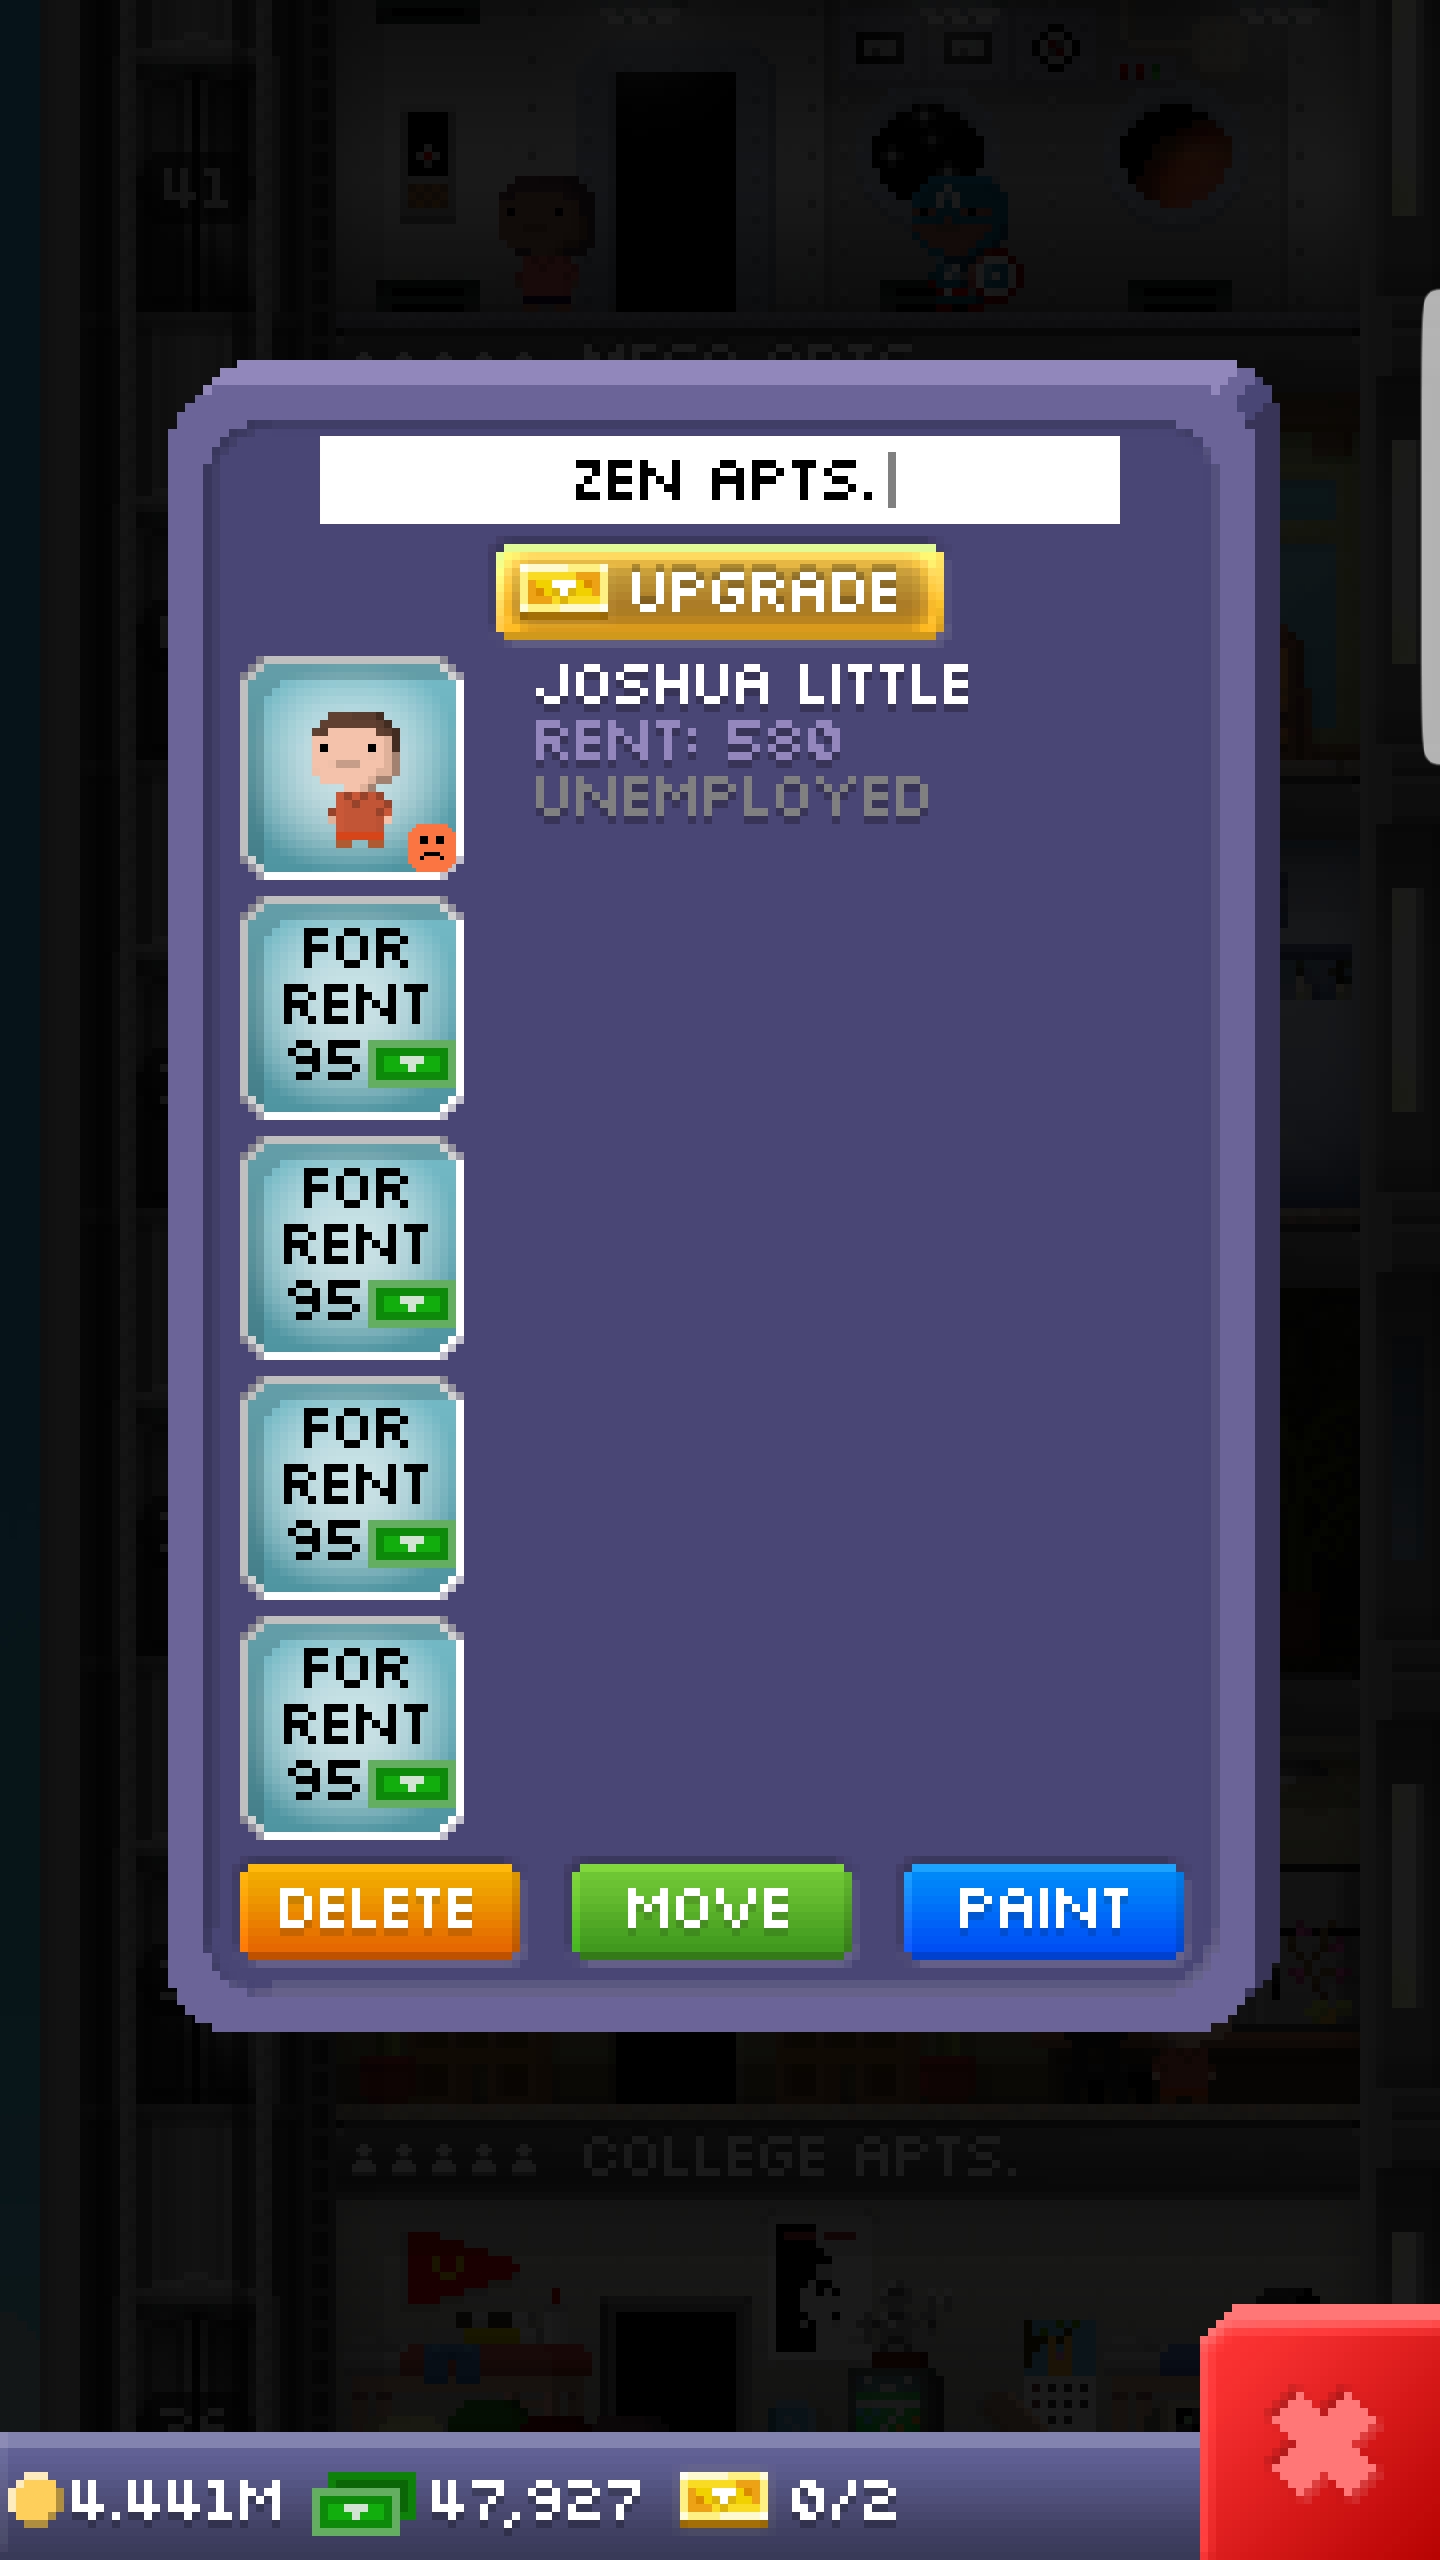 41
ZEN APTS.
UPGRADE
JOSHUA LITTLE
RENT: 580
UNEMPLOYED
FOR
RENT
95
FOR
RENT
95
FOR
RENT
95
FOR
RENT
95
DELETE
MOVE
PAINT
COLLEGE APTS.
U
4.441M
47,927
0/2